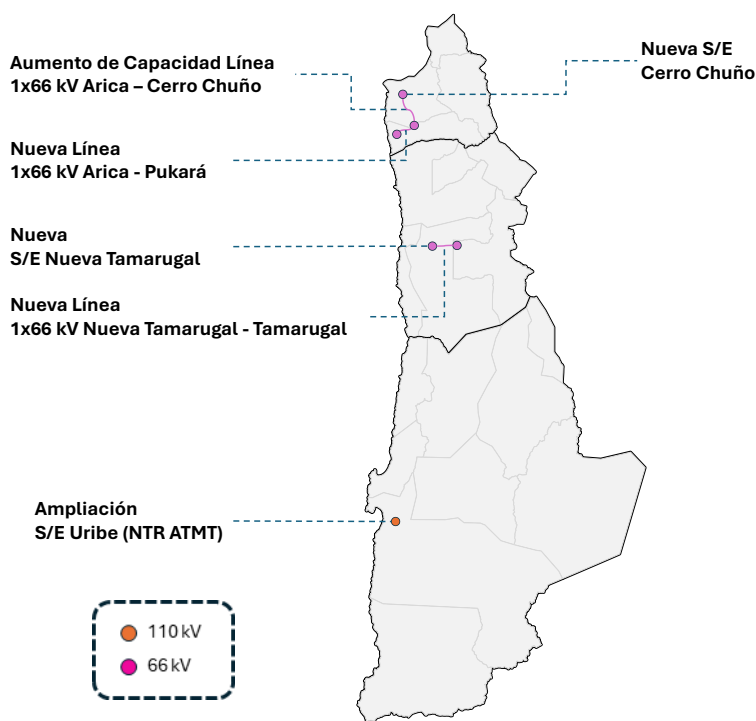 Aumento de Capacidad Línea
1x66 kV Arica – Cerro Chuño
Nueva S/E
Cerro Chuño
Nueva Línea
1x66 kV Arica - Pukará
Nueva
S/E Nueva Tamarugal
Nueva Línea
1x66 kV Nueva Tamarugal - Tamarugal
Ampliación
S/E Uribe (NTR ATMT)
110 kV
66 kV